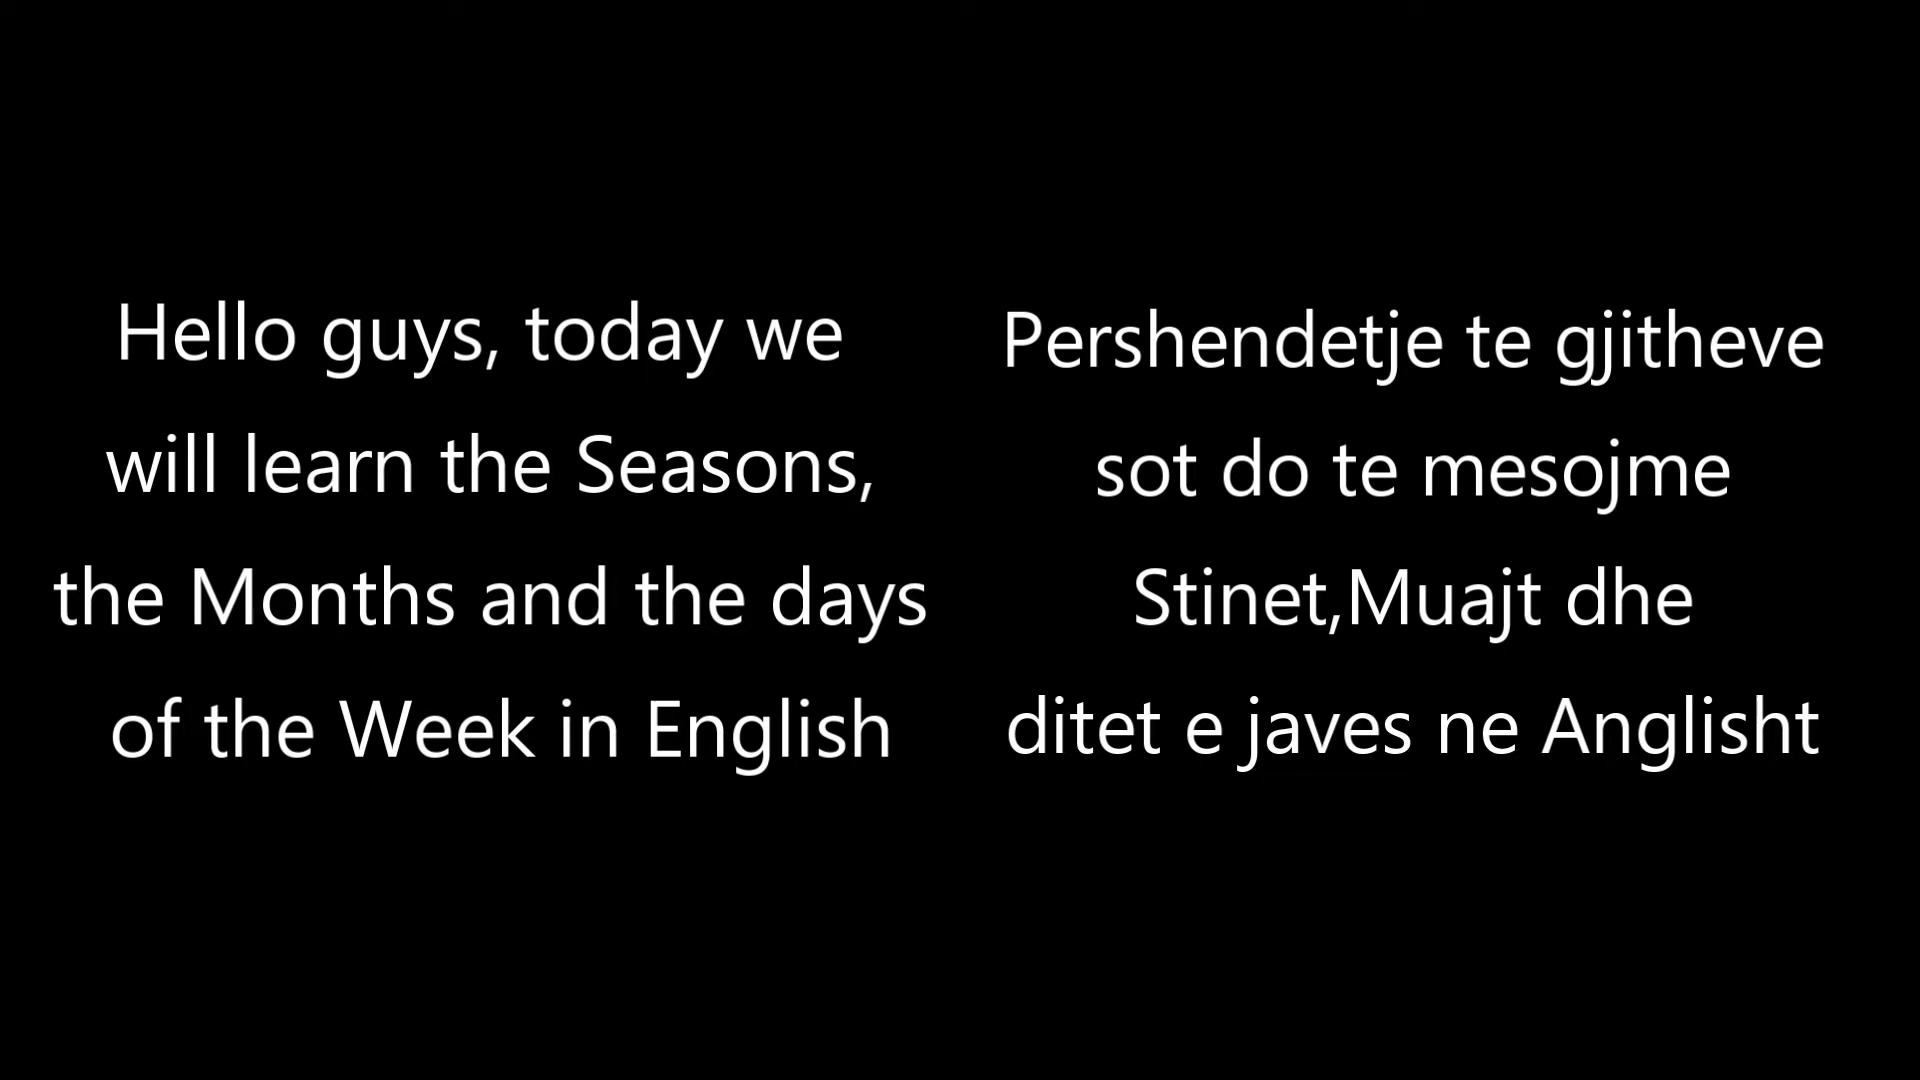 Hello guys, today we
will learn the Seasons,
the Months and the days
of the Week in English
Pershendetje te gjitheve
sot do te mesojme
Stinet,Muajt dhe
ditet e javes ne Anglisht